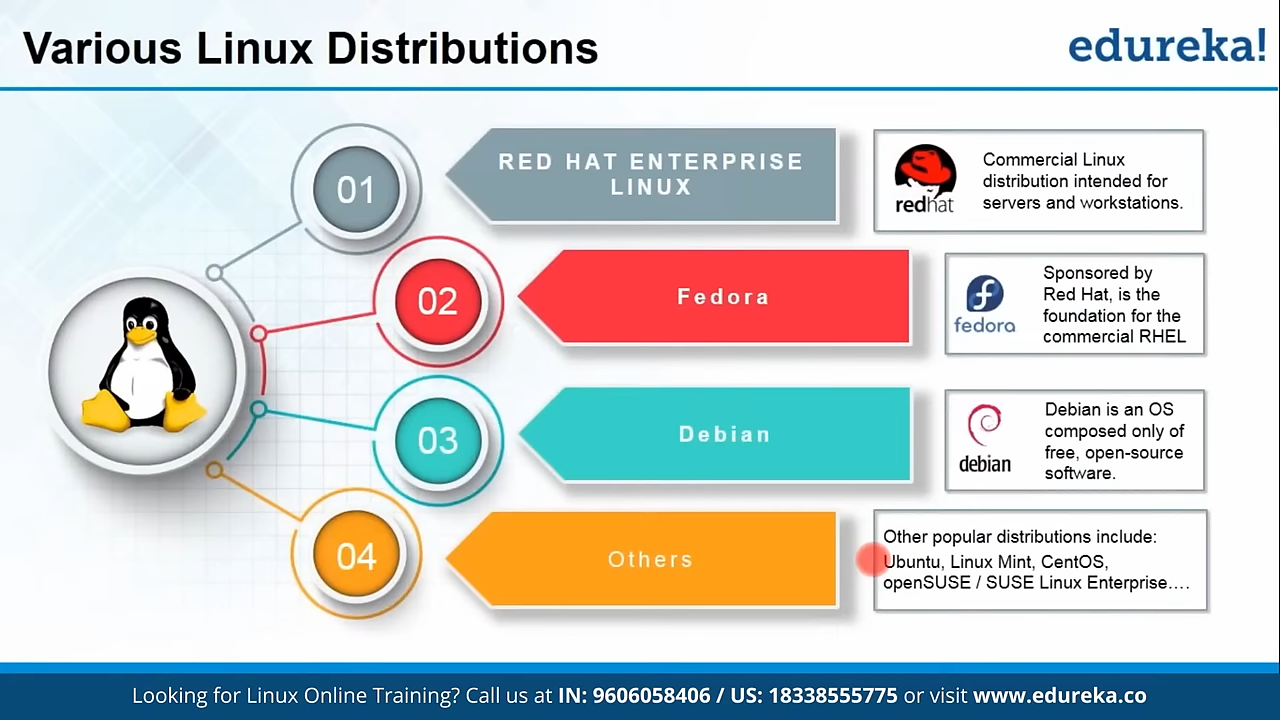 Various Linux Distributions
edureka!
01
RED HAT ENTERPRISE
LINUX
redhat
Commercial Linux
distribution intended for
servers and workstations.
02
Fedora
fedora
Sponsored by
Red Hat, is the
foundation for the
commercial RHEL
03
Debian
debian
Debian is an OS
composed only of
free, open-source
software.
04
Others
Other popular distributions include:
Ubuntu, Linux Mint, CentOS,
openSUSE / SUSE Linux Enterprise....
Looking for Linux Online Training? Call us at IN: 9606058406 / US: 18338555775 or visit www.edureka.co